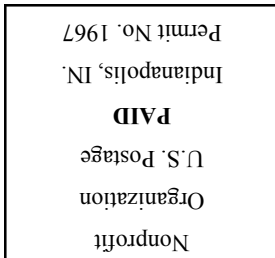 Nonprofit
Organization
U.S. Postage
PAID
Indianapolis, IN.
Permit No. 1967